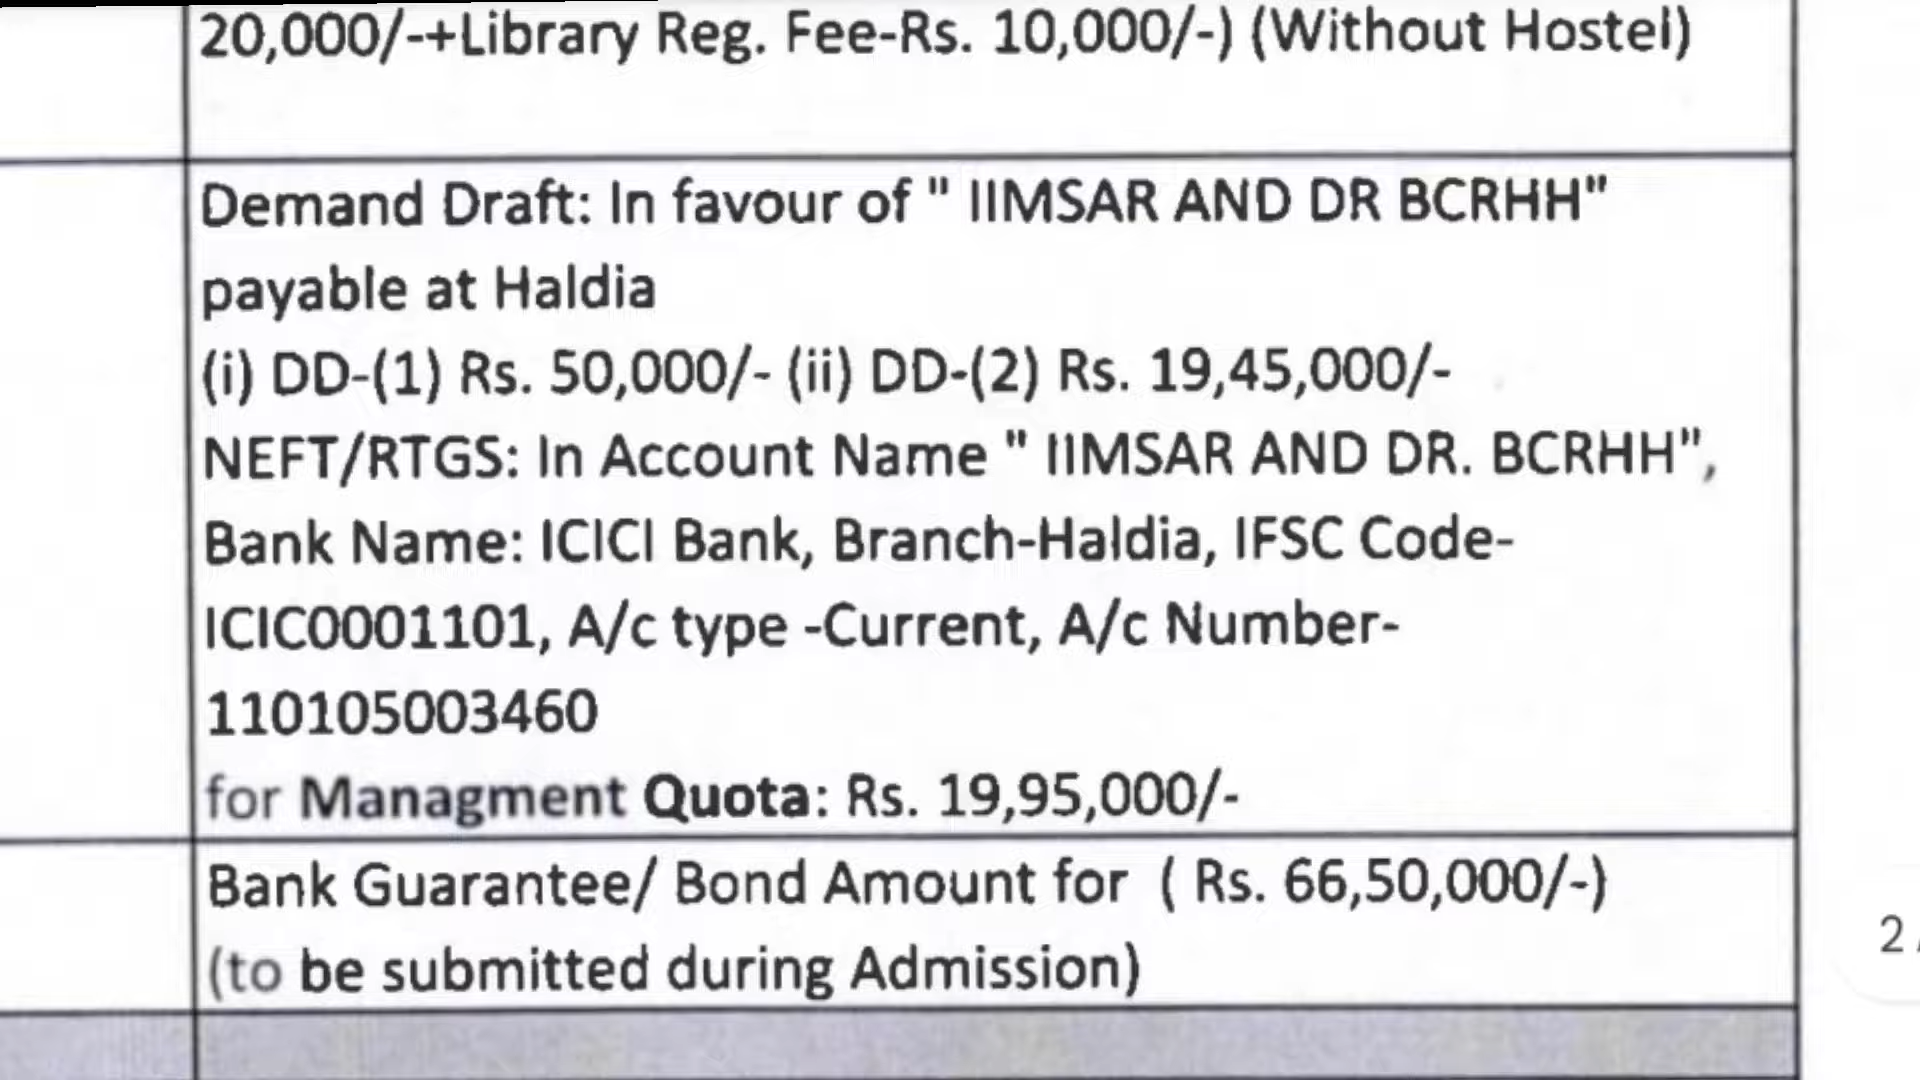 20,000/-+Library Reg. Fee-Rs. 10,000/-) (Without Hostel)
Demand Draft: In favour of " IIMSAR AND DR BCRHH"
payable at Haldia
(i) DD-(1) Rs. 50,000/- (ii) DD-(2) Rs. 19,45,000/-
NEFT/RTGS: In Account Name " IIMSAR AND DR. BCRHH",
Bank Name: ICICI Bank, Branch-Haldia, IFSC Code-
ICIC0001101, A/c type -Current, A/c Number-
110105003460
for Managment Quota: Rs. 19,95,000/-
Bank Guarantee/ Bond Amount for ( Rs. 66,50,000/-)
(to be submitted during Admission)
2